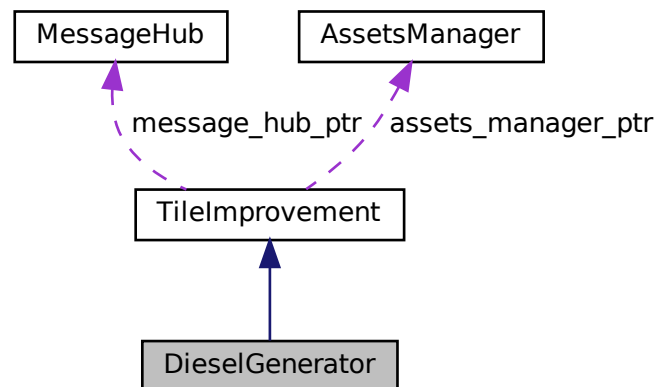 MessageHub
AssetsManager
message_hub_ptr
assets_manager_ptr
TileImprovement
DieselGenerator